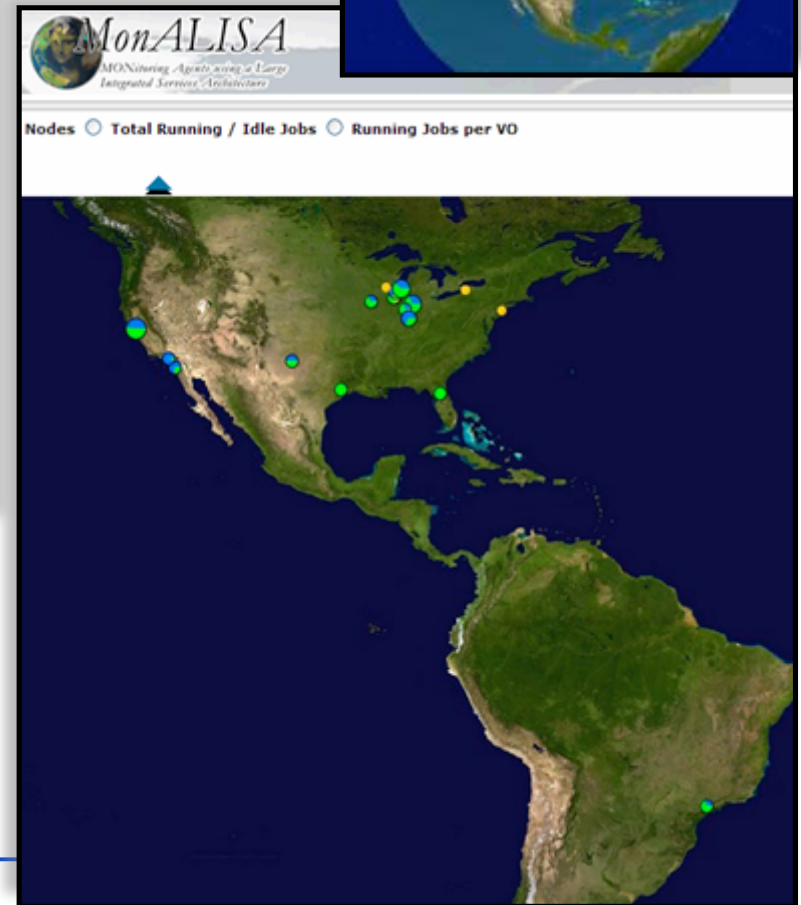 MonALISA
MONitoring Agents using a Large
Integrated Services Architecture
Nodes Total Running / Idle Jobs Running Jobs per VO